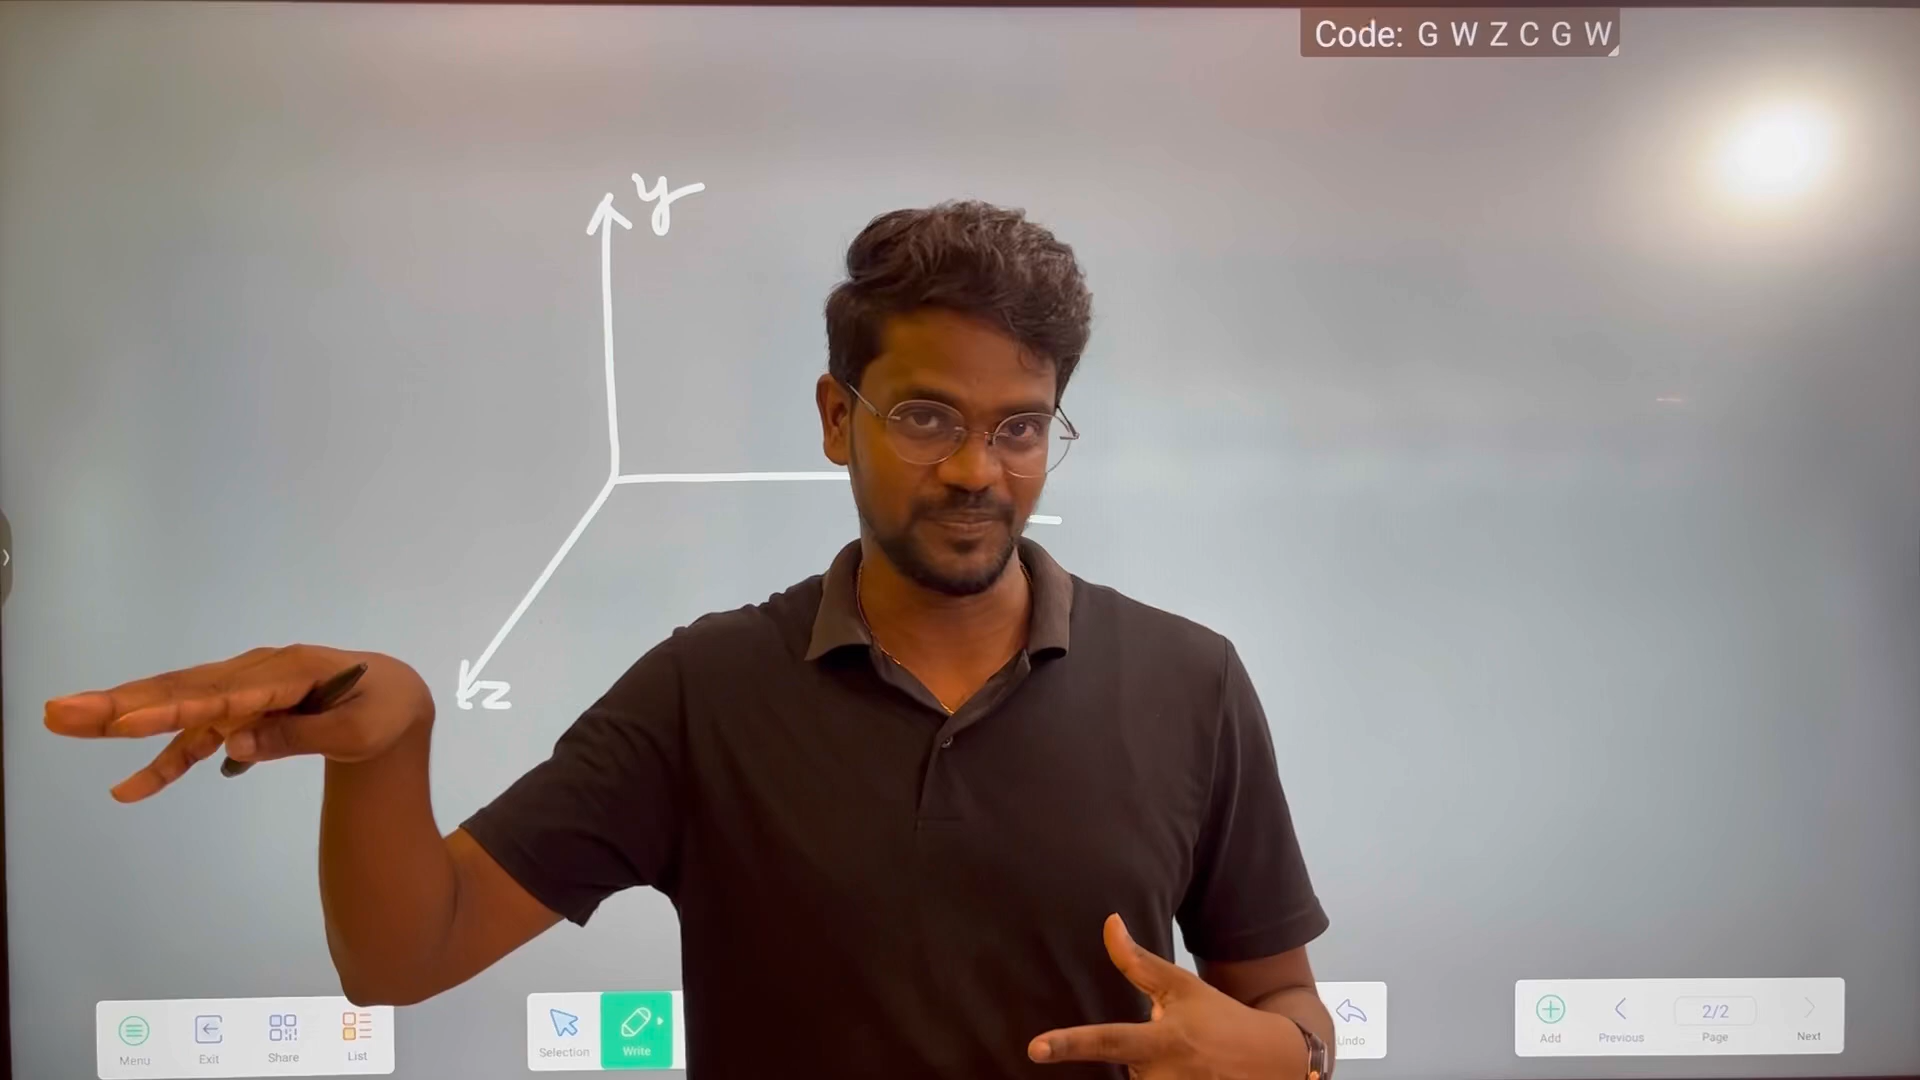 Code: G W Z C G W
y
z
Menu
Exit
Share
List
Selection
Write
Undo
Add
Previous
2/2
Page
Next